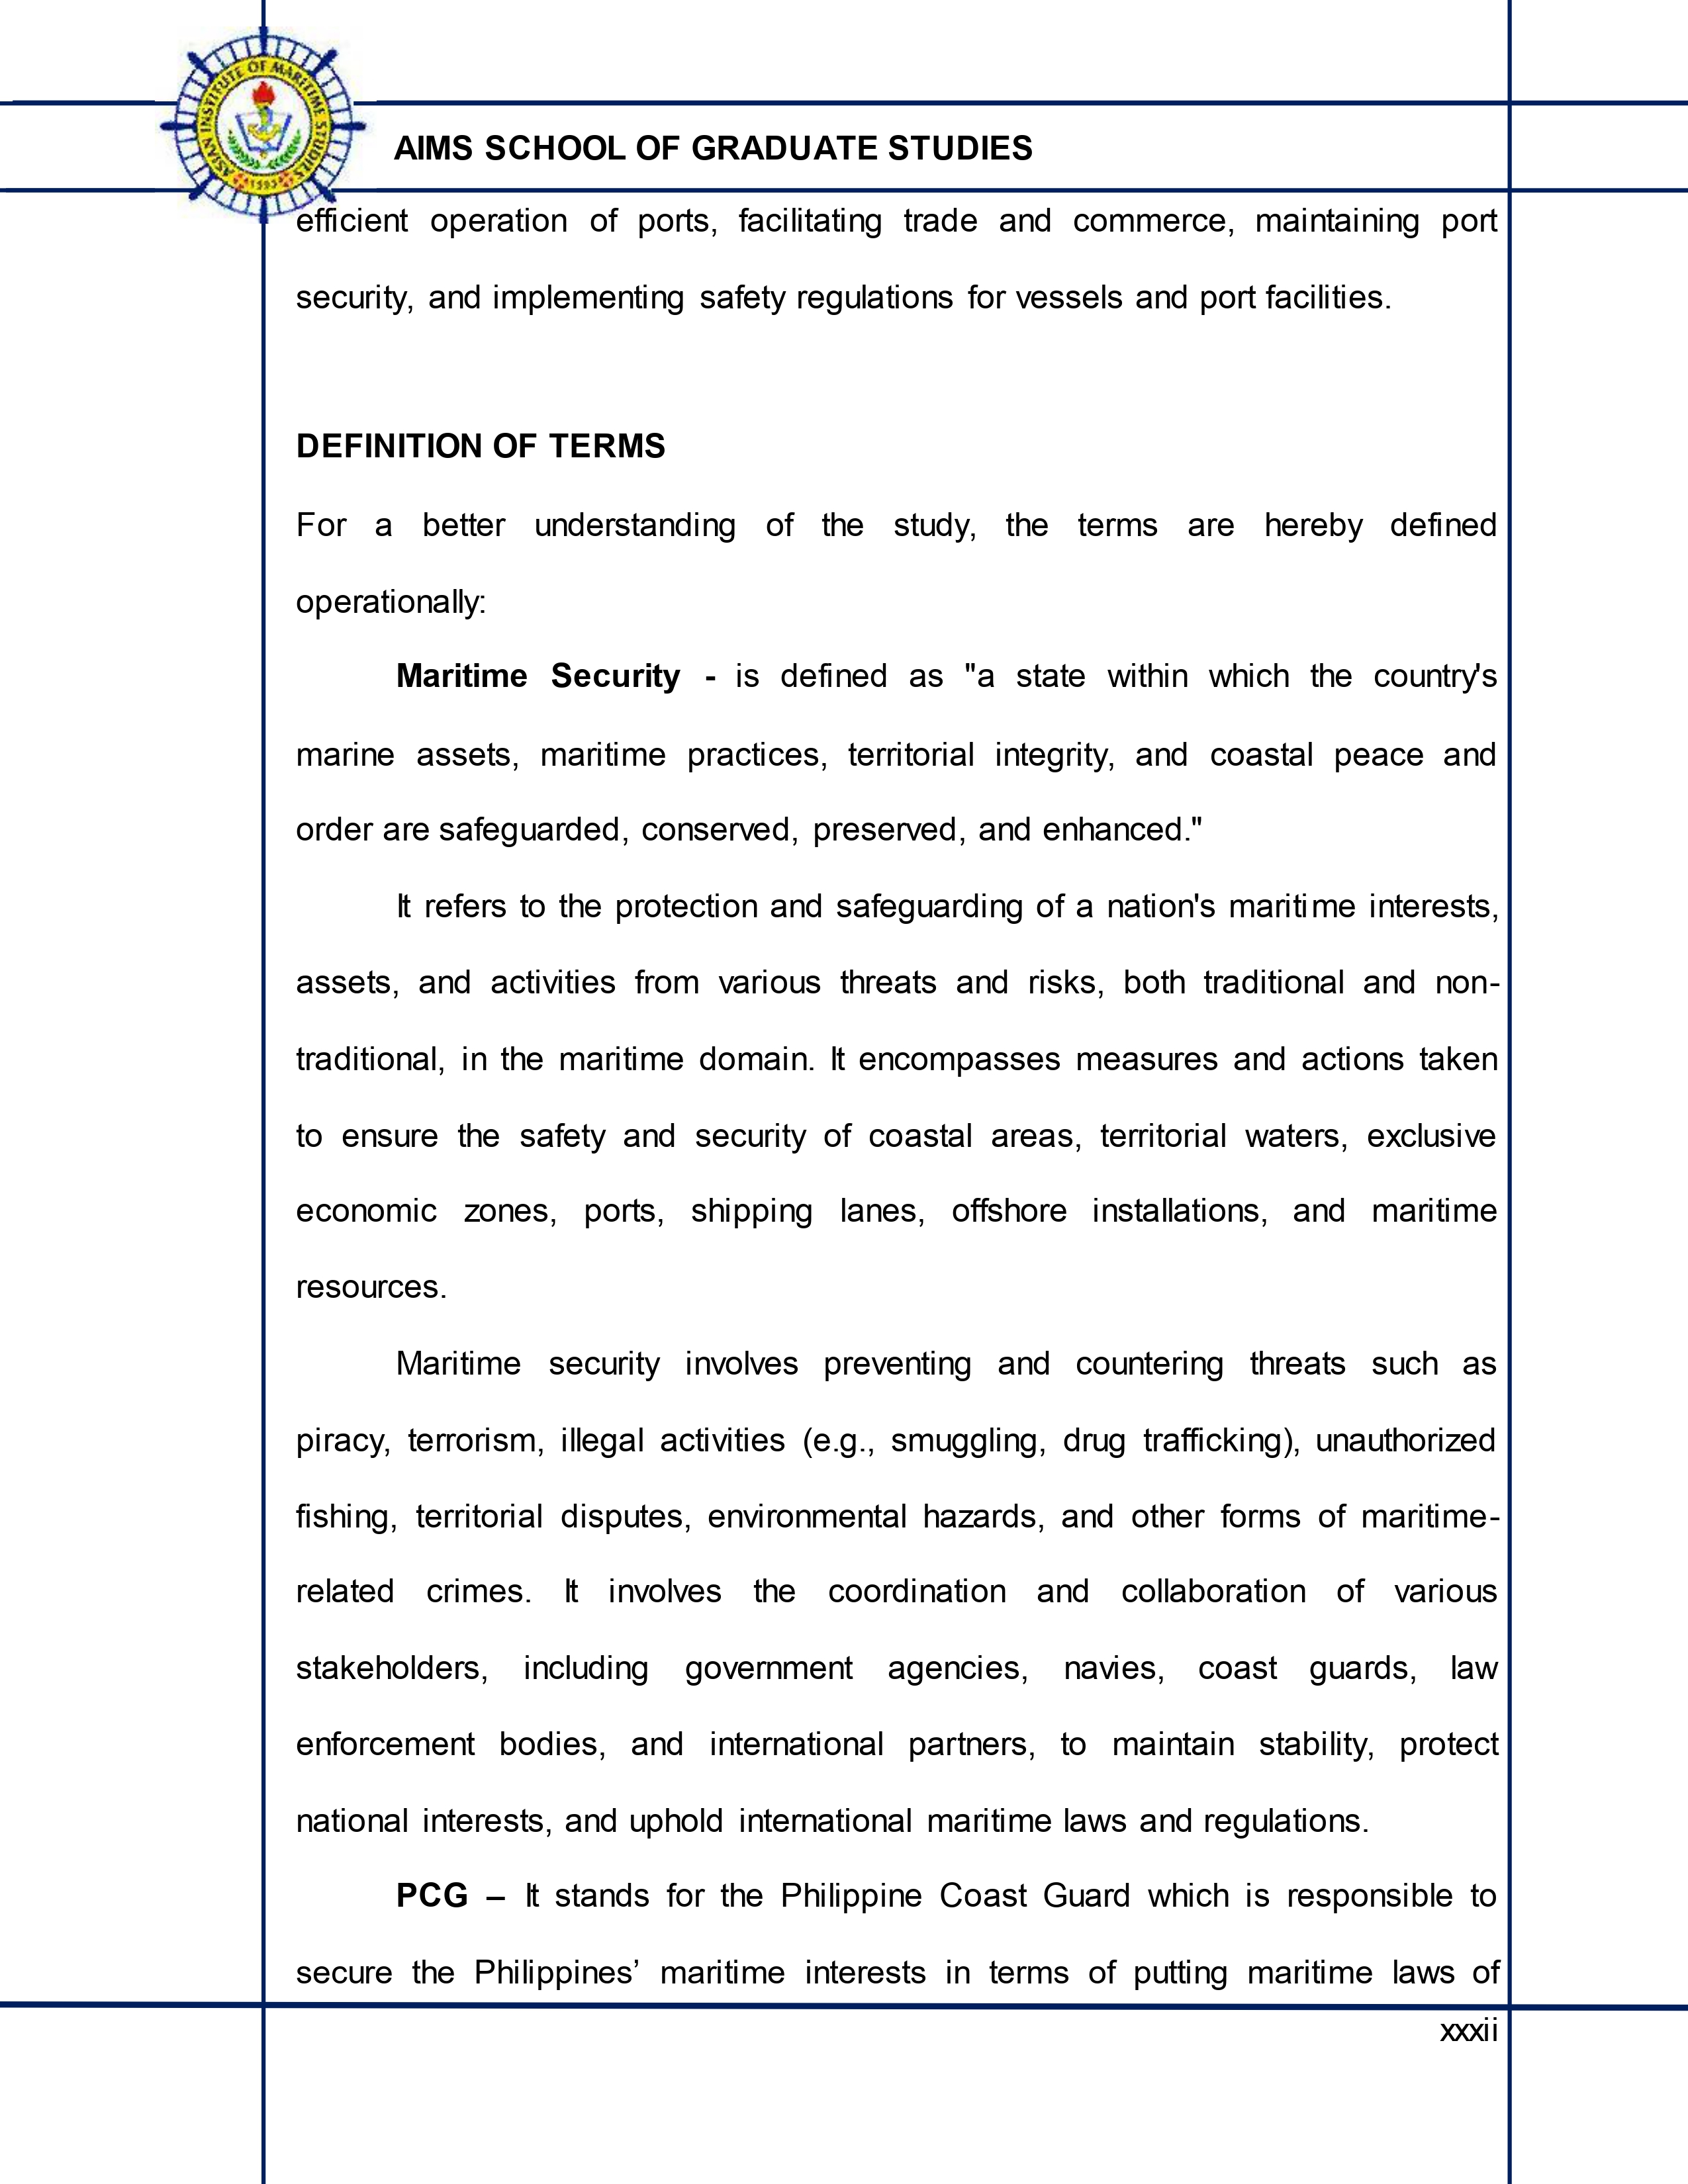 ASIAN INSTITUTE OF MARITIME STUDIES
1993
AIMS SCHOOL OF GRADUATE STUDIES
efficient operation of ports, facilitating trade and commerce, maintaining port
security, and implementing safety regulations for vessels and port facilities.
DEFINITION OF TERMS
For a better understanding of the study, the terms are hereby defined
operationally:
Maritime Security - is defined as "a state within which the country's
marine assets, maritime practices, territorial integrity, and coastal peace and
order are safeguarded, conserved, preserved, and enhanced."
It refers to the protection and safeguarding of a nation's maritime interests,
assets, and activities from various threats and risks, both traditional and non-
traditional, in the maritime domain. It encompasses measures and actions taken
to ensure the safety and security of coastal areas, territorial waters, exclusive
economic zones, ports, shipping lanes, offshore installations, and maritime
resources.
Maritime security involves preventing and countering threats such as
piracy, terrorism, illegal activities (e.g., smuggling, drug trafficking), unauthorized
fishing, territorial disputes, environmental hazards, and other forms of maritime-
related crimes. It involves the coordination and collaboration of various
stakeholders, including government agencies, navies, coast guards, law
enforcement bodies, and international partners, to maintain stability, protect
national interests, and uphold international maritime laws and regulations.
PCG – It stands for the Philippine Coast Guard which is responsible to
secure the Philippines’ maritime interests in terms of putting maritime laws of
xxxii